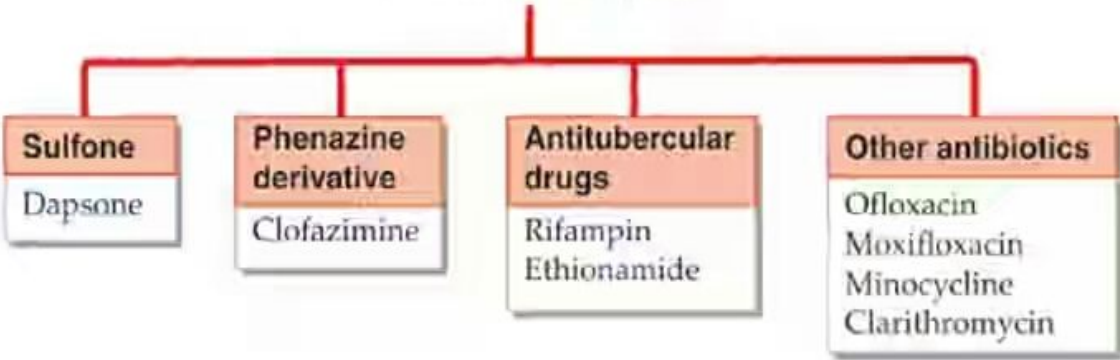 Sulfone
Dapsone
Phenazine
derivative
Clofazimine
Antitubercular
drugs
Rifampin
Ethionamide
Other antibiotics
Ofloxacin
Moxifloxacin
Minocycline
Clarithromycin